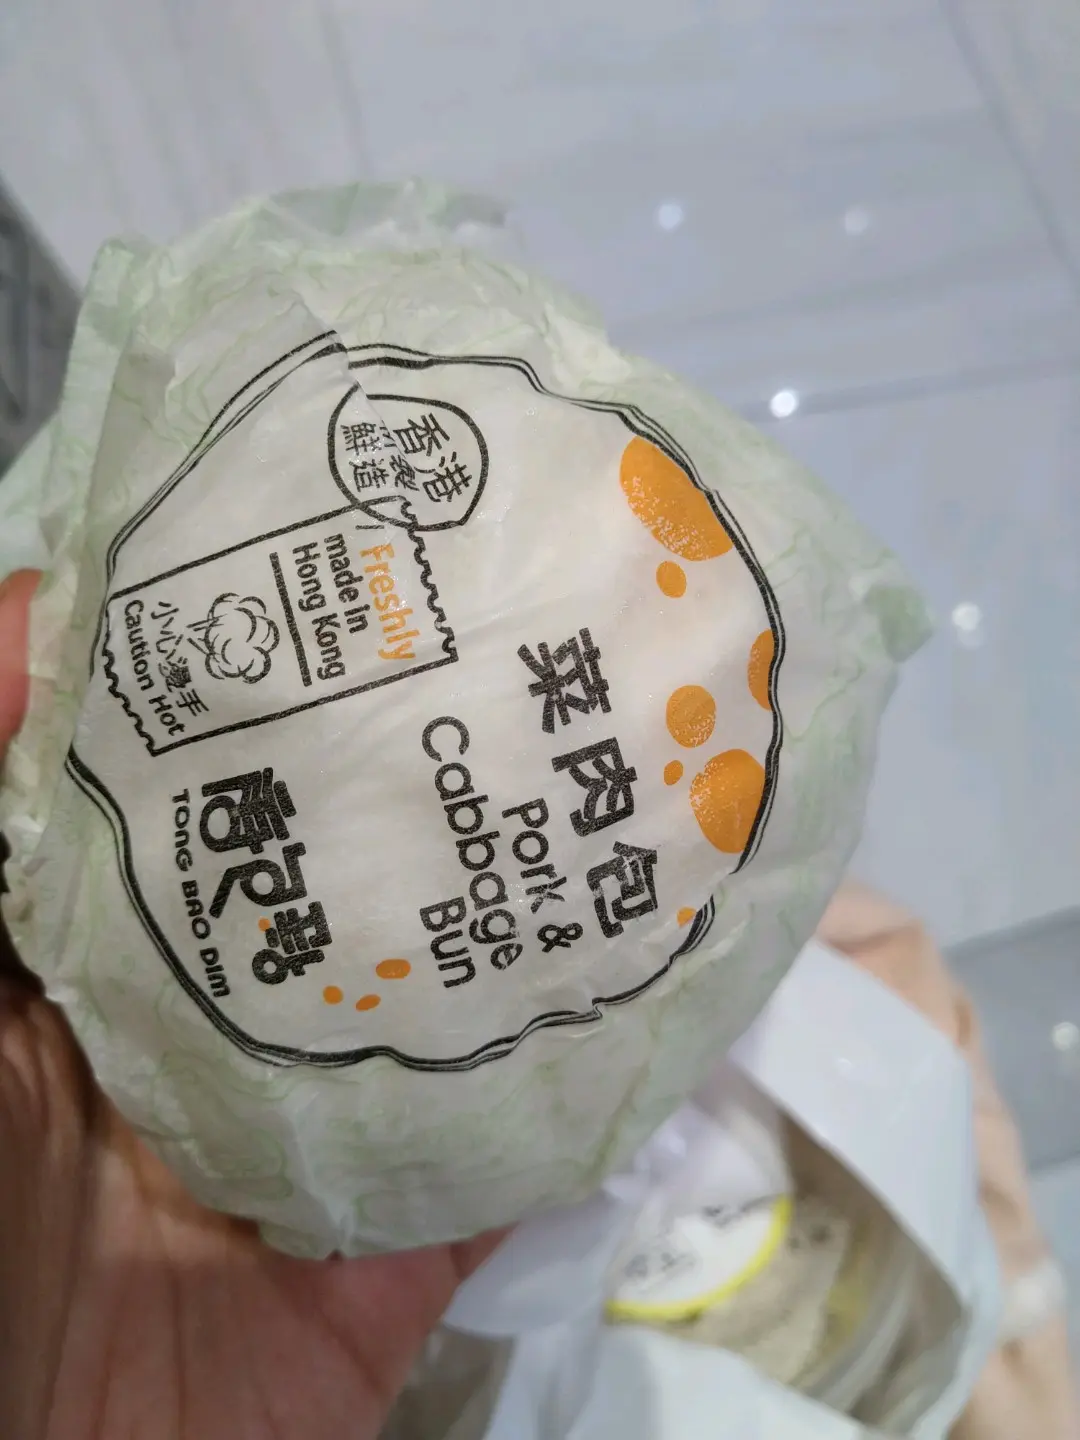 菜肉包
Pork &
Cabbage
Bun
香港
鮮製造
Freshly
made in
Hong Kong
小心燙手
Caution Hot
唐包點
TONG BAO DIM